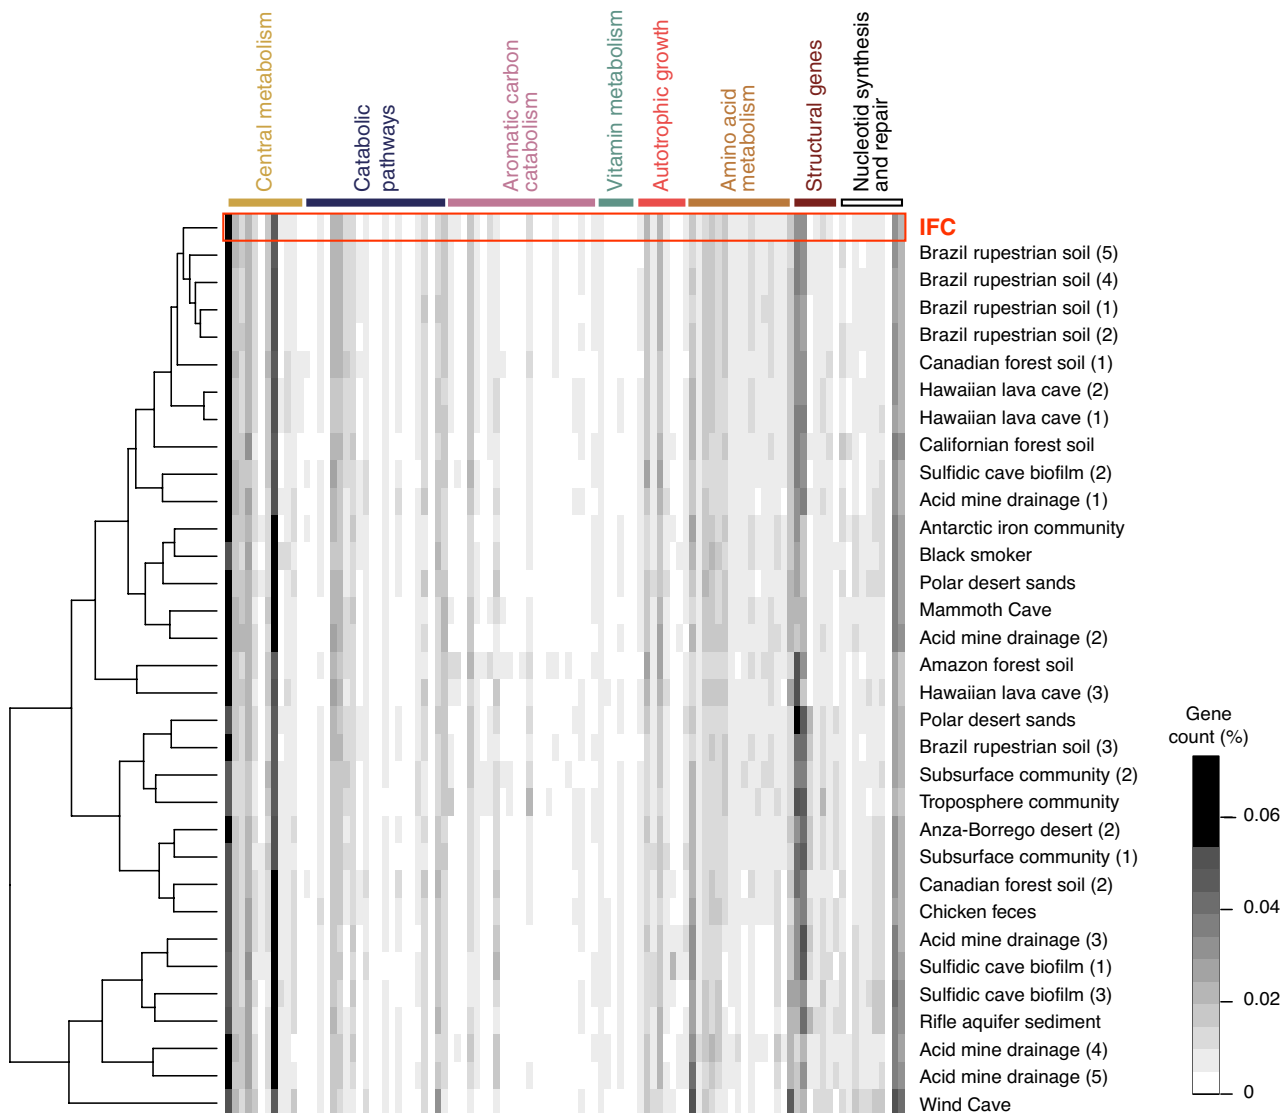 Central metabolism
Catabolic
pathways
Aromatic carbon
catabolism
Vitamin metabolism
Autotrophic growth
Amino acid
metabolism
Structural genes
Nucleotid synthesis
and repair
IFC
Brazil rupestrian soil (5)
Brazil rupestrian soil (4)
Brazil rupestrian soil (1)
Brazil rupestrian soil (2)
Canadian forest soil (1)
Hawaiian lava cave (2)
Hawaiian lava cave (1)
Californian forest soil
Sulfidic cave biofilm (2)
Acid mine drainage (1)
Antarctic iron community
Black smoker
Polar desert sands
Mammoth Cave
Acid mine drainage (2)
Amazon forest soil
Hawaiian lava cave (3)
Polar desert sands
Brazil rupestrian soil (3)
Subsurface community (2)
Troposphere community
Anza-Borrego desert (2)
Subsurface community (1)
Canadian forest soil (2)
Chicken feces
Acid mine drainage (3)
Sulfidic cave biofilm (1)
Sulfidic cave biofilm (3)
Rifle aquifer sediment
Acid mine drainage (4)
Acid mine drainage (5)
Wind Cave
Gene
count (%)
0.06
0.04
0.02
0